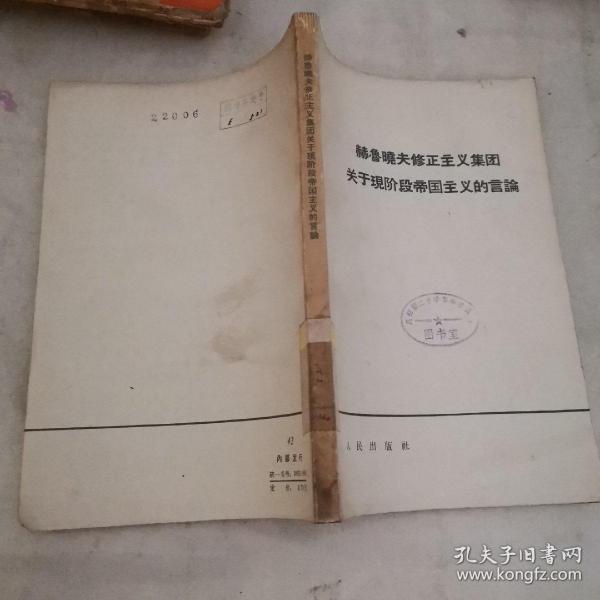 赫魯曉夫修正主义集团
关于現阶段帝国主义的言論
图书室
人民出版社
赫魯曉夫修正主义集团关于現阶段帝国主义的言論
22006
42
内部发行
孔夫子旧书网
www.kongfz.com